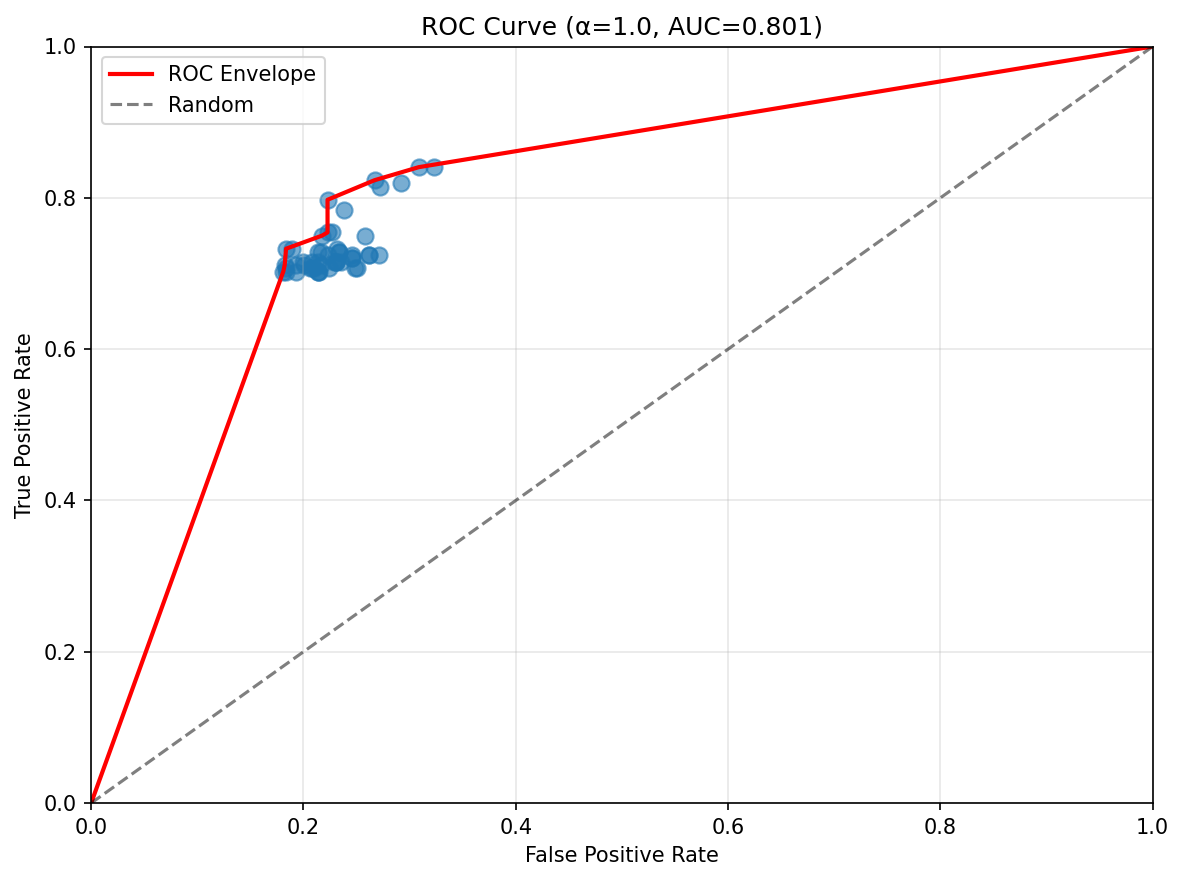 ROC Curve (α=1.0, AUC=0.801)
ROC Envelope
Random
True Positive Rate
1.0
0.8
0.6
0.4
0.2
0.0
0.0 0.2 0.4 0.6 0.8 1.0
False Positive Rate